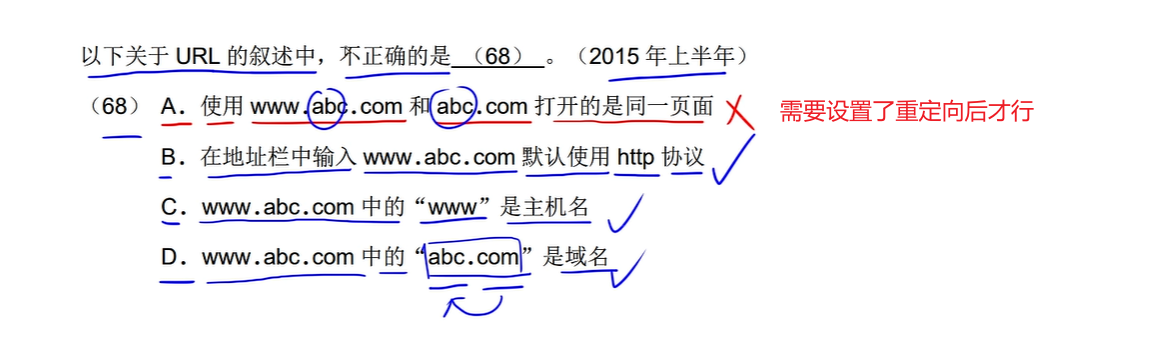 以下关于 URL 的叙述中，不正确的是 （68） 。（2015 年上半年）
（68） A．使用 www.abc.com 和 abc.com 打开的是同一页面 需要设置了重定向后才行
B．在地址栏中输入 www.abc.com 默认使用 http 协议
C．www.abc.com 中的“www”是主机名
D．www.abc.com 中的“abc.com”是域名